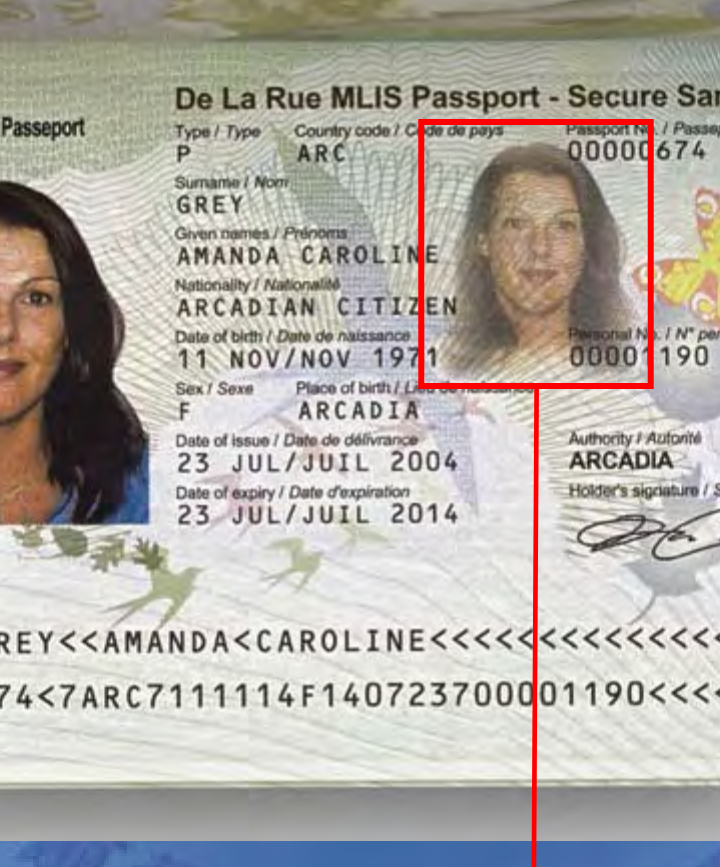 De La Rue MLIS Passport - Secure Sa
Passeport
Type / Type Country code / Code de pays Passport No. / Passe
P ARC 00000674
Surname / Nom
GREY
Given names / Prénoms
AMANDA CAROLINE
Nationality / Nationalité
ARCADIAN CITIZEN
Date of birth / Date de naissance Personal No. / N° per
11 NOV/NOV 1971 00001190
Sex / Sexe Place of birth / Lieu de naissance
F ARCADIA
Date of issue / Date de délivrance Authority / Autorité
23 JUL/JUIL 2004 ARCADIA
Date of expiry / Date d'expiration Holder's signature / S
23 JUL/JUIL 2014
REY<<AMANDA<CAROLINE<<<<<<<<<<<<<<
74<7ARC7111114F140723700001190<<<